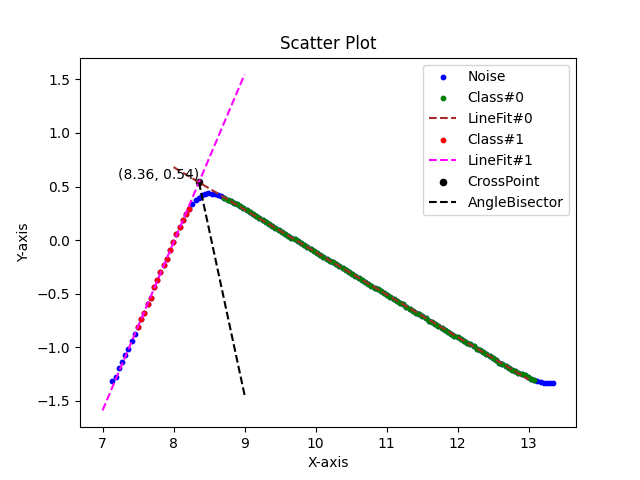 Scatter Plot
Noise
Class#0
LineFit#0
Class#1
LineFit#1
CrossPoint
AngleBisector
(8.36, 0.54)
Y-axis
1.5
1.0
0.5
0.0
−0.5
−1.0
−1.5
7 8 9 10 11 12 13
X-axis